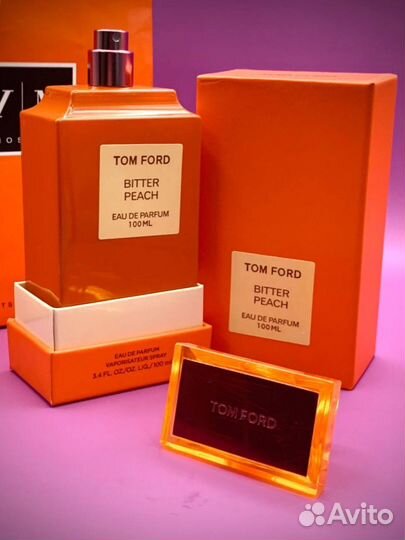 TOM FORD
BITTER
PEACH
EAU DE PARFUM
100ML
TOM FORD
BITTER
PEACH
EAU DE PARFUM
100ML
EAU DE PARFUM
VAPORISATEUR SPRAY
3.4 FL. OZ/OZ. LIQ./100
TOM FORD
Avito